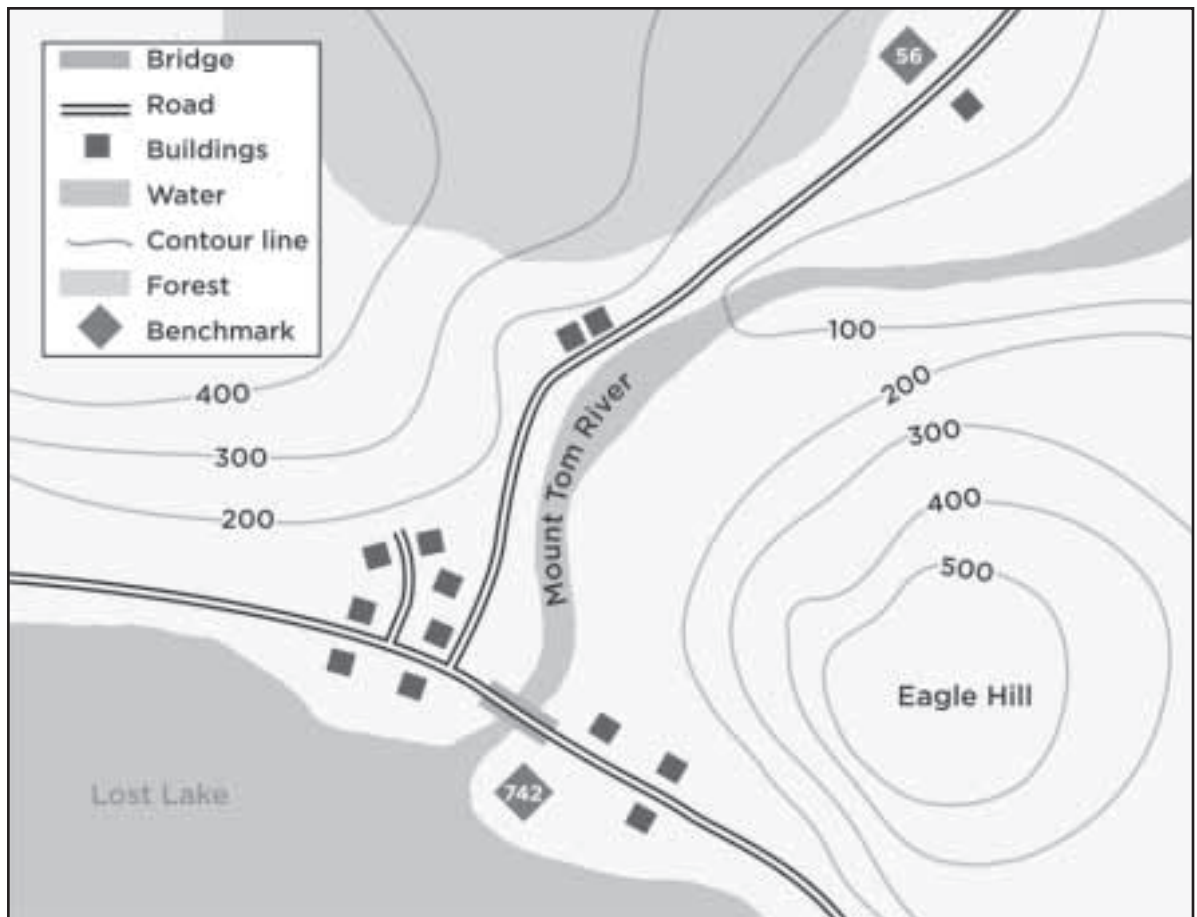 Bridge
Road
Buildings
Water
Contour line
Forest
Benchmark
56
100
200
300
400
500
400
300
200
Mount Tom River
Eagle Hill
Lost Lake
742